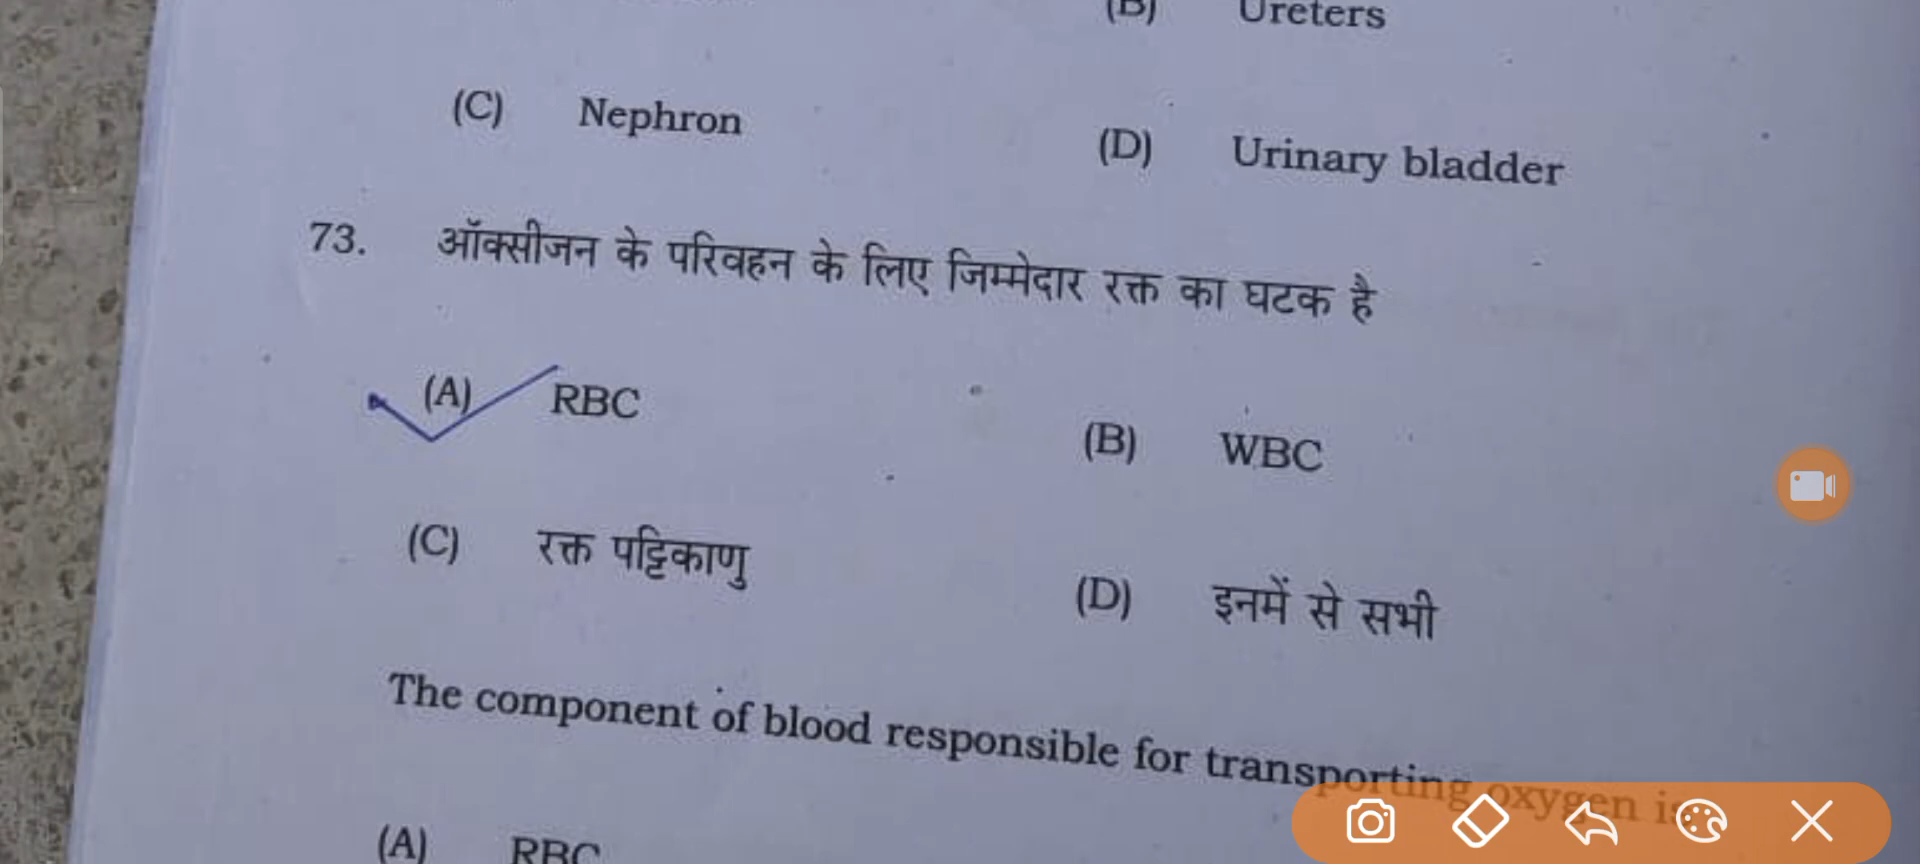 (B) Ureters
(C) Nephron
(D) Urinary bladder
73. ऑक्सीजन के परिवहन के लिए जिम्मेदार रक्त का घटक है
(A) RBC
(B) WBC
(C) रक्त पट्टिकाणु
(D) इनमें से सभी
The component of blood responsible for transporting oxygen is
(A) RBC